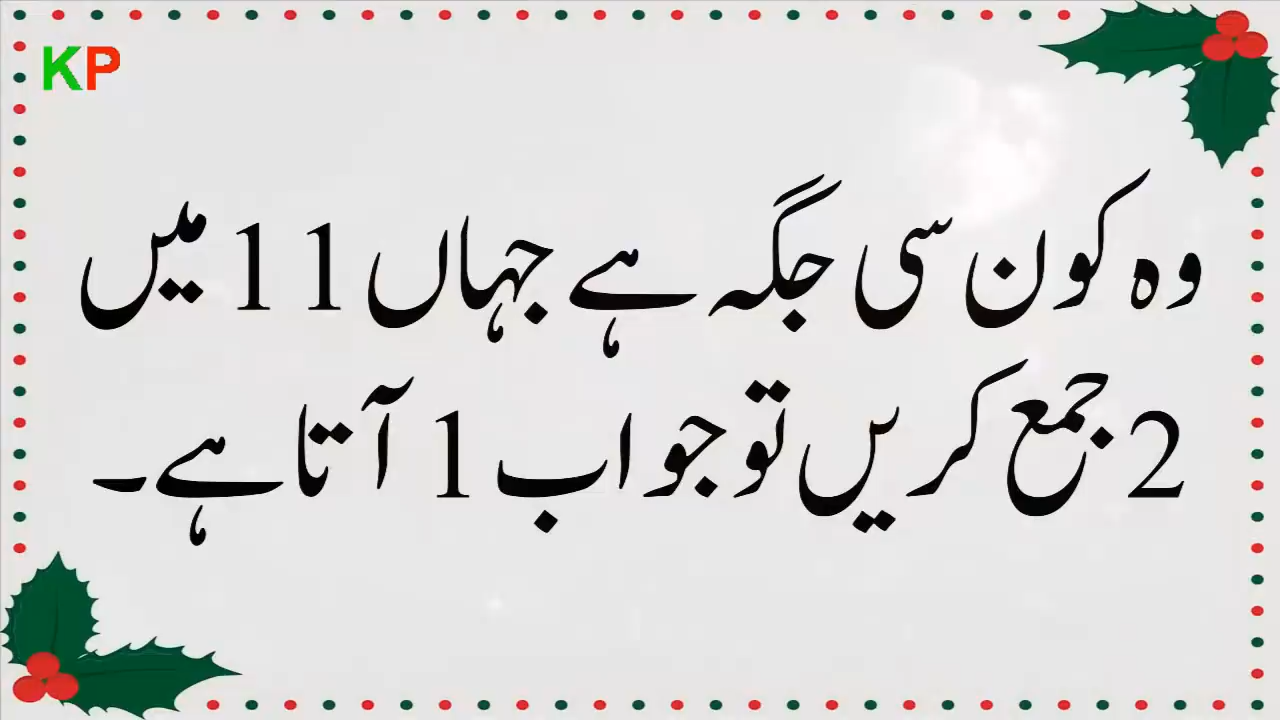 KP
وہ کون سی جگہ ہے جہاں 11 میں
2 جمع کریں تو جواب 1 آتا ہے۔